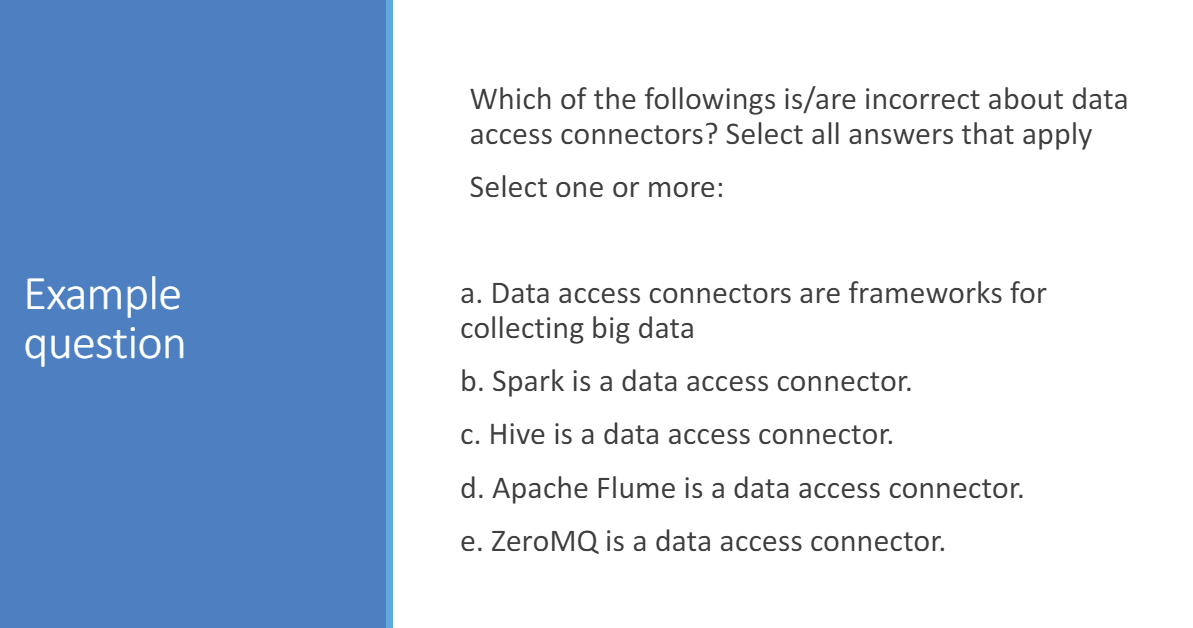 Example
question
Which of the followings is/are incorrect about data
access connectors? Select all answers that apply
Select one or more:
a. Data access connectors are frameworks for
collecting big data
b. Spark is a data access connector.
c. Hive is a data access connector.
d. Apache Flume is a data access connector.
e. ZeroMQ is a data access connector.